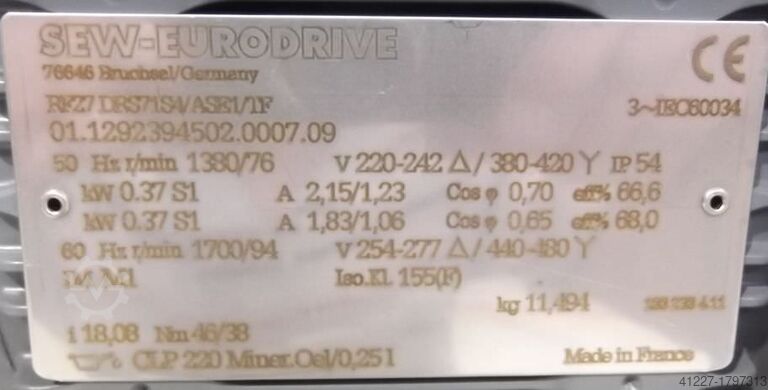 SEW-EURODRIVE
76646 Bruchsal/Germany
CE
RF27 DRS71S4/ASE1/TF 3~IEC60034
01.1292394502.0007.09
50 Hz r/min 1380/76 V 220-242 Δ/380-420 Y IP 54
kW 0.37 S1 A 2,15/1,23 Cos φ 0,70 eff% 66,6
kW 0.37 S1 A 1,83/1,06 Cos φ 0,65 eff% 68,0
60 Hz r/min 1700/94 V 254-277 Δ/440-480 Y
IM M1 Iso.Kl. 155(F)
kg 11,494
i 18,08 Nm 46/38
CLP 220 Miner.Oel/0,25 l Made in France
41227-1797313